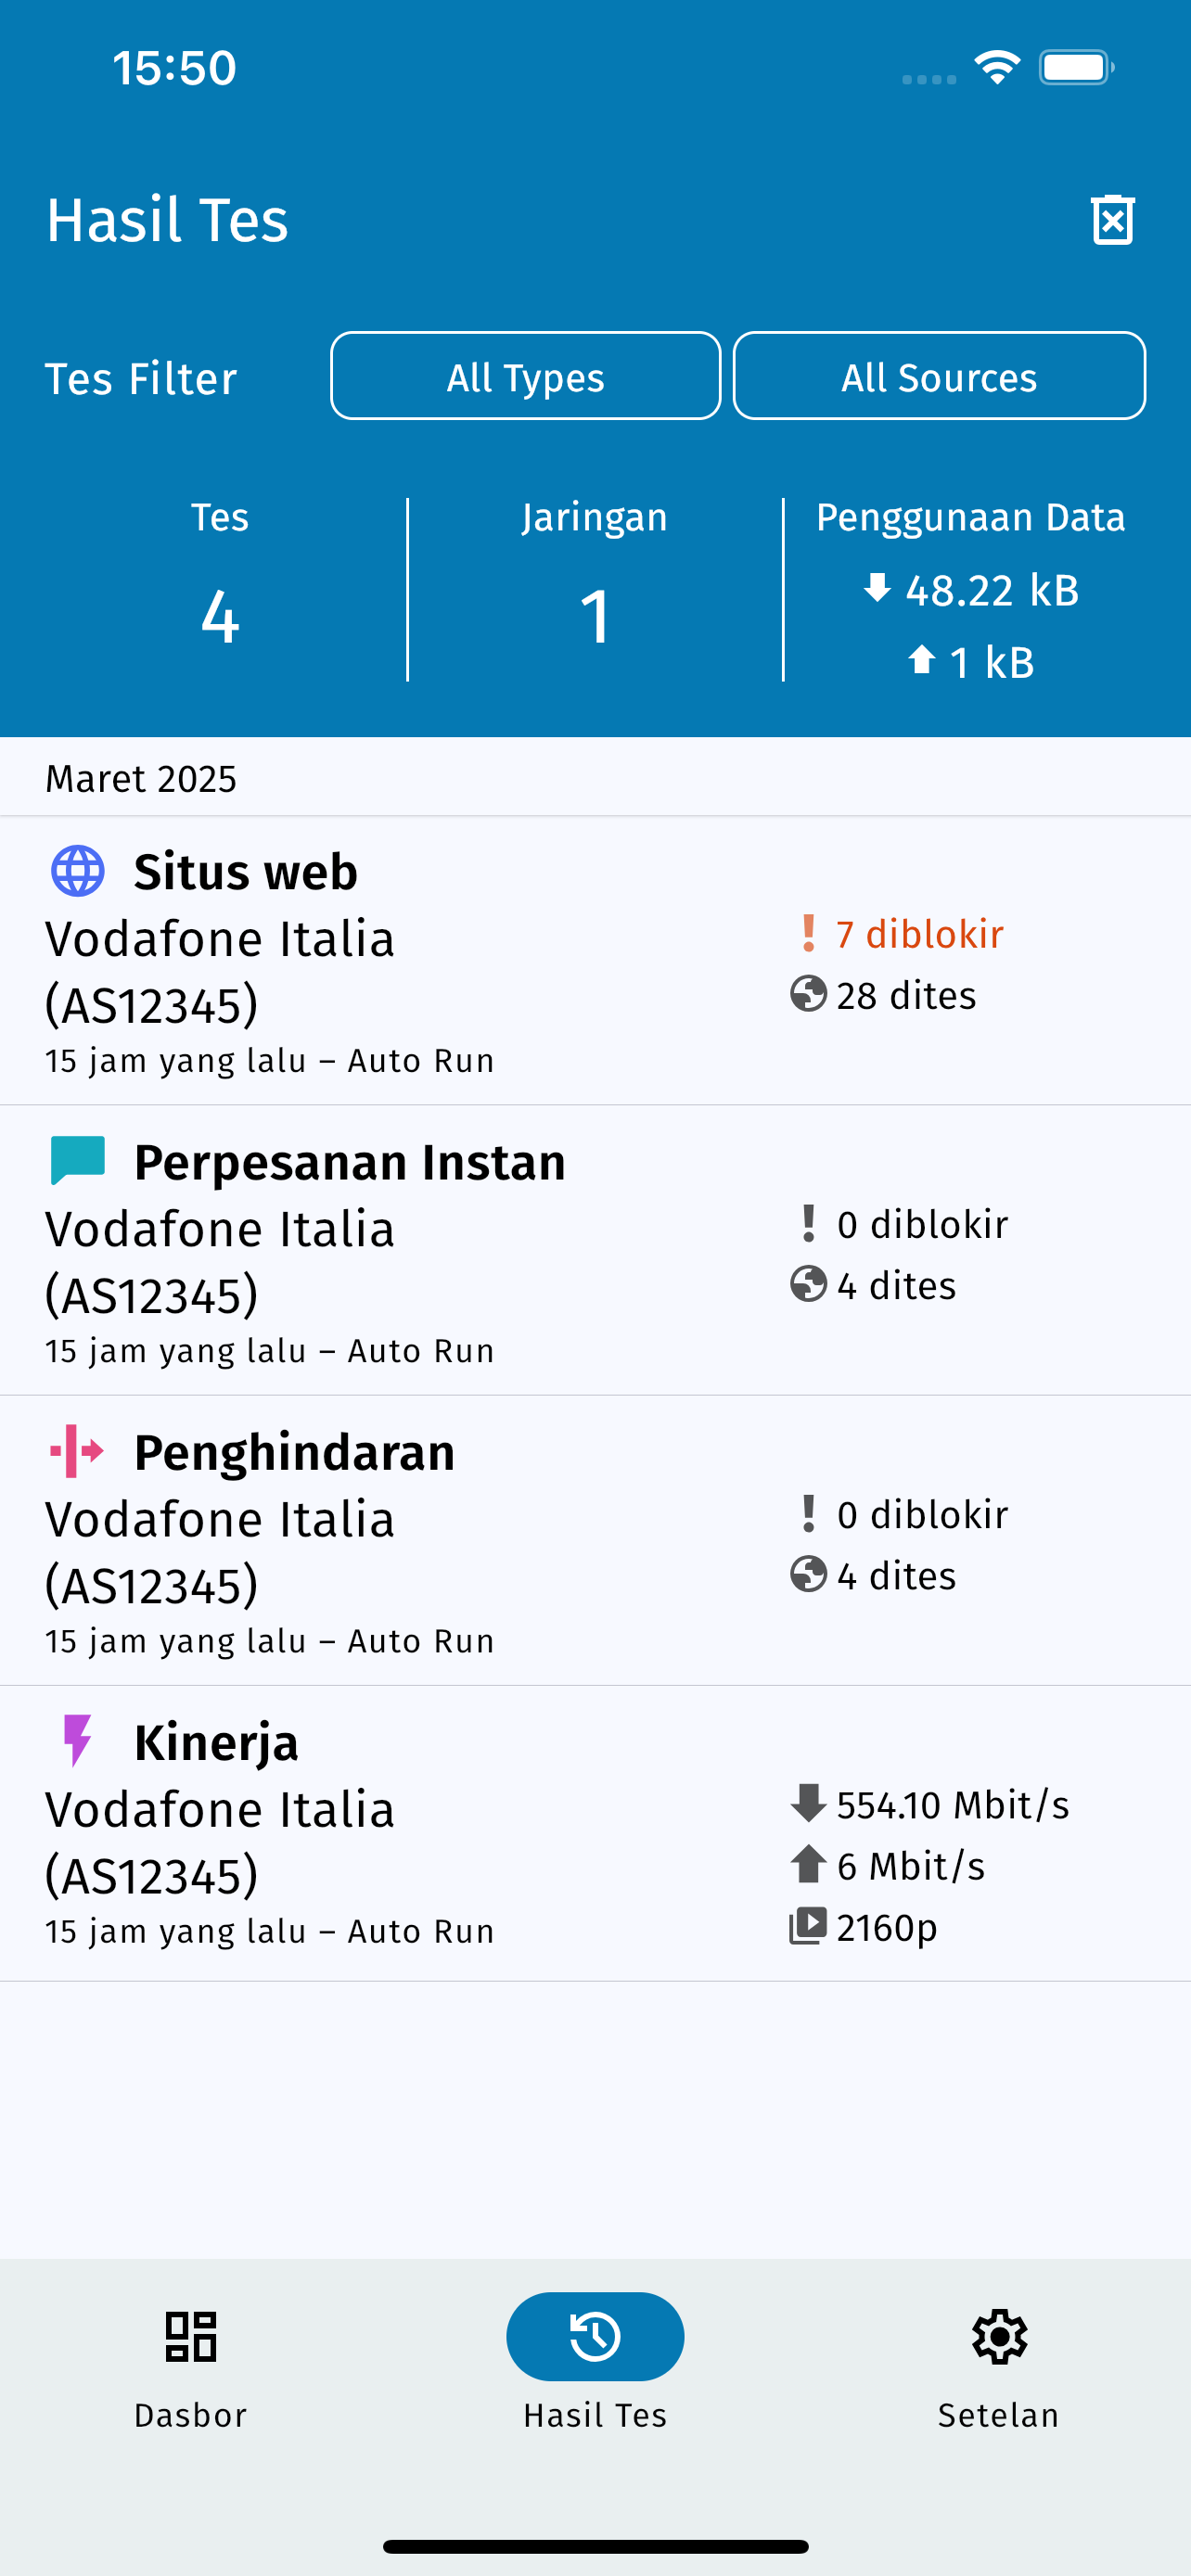 15:50
Hasil Tes
Tes Filter
All Types
All Sources
Tes
Jaringan
Penggunaan Data
4
1
48.22 kB
1 kB
Maret 2025
Situs web
Vodafone Italia
(AS12345)
15 jam yang lalu – Auto Run
7 diblokir
28 dites
Perpesanan Instan
Vodafone Italia
(AS12345)
15 jam yang lalu – Auto Run
0 diblokir
4 dites
Penghindaran
Vodafone Italia
(AS12345)
15 jam yang lalu – Auto Run
0 diblokir
4 dites
Kinerja
Vodafone Italia
(AS12345)
15 jam yang lalu – Auto Run
554.10 Mbit/s
6 Mbit/s
2160p
Dasbor
Hasil Tes
Setelan